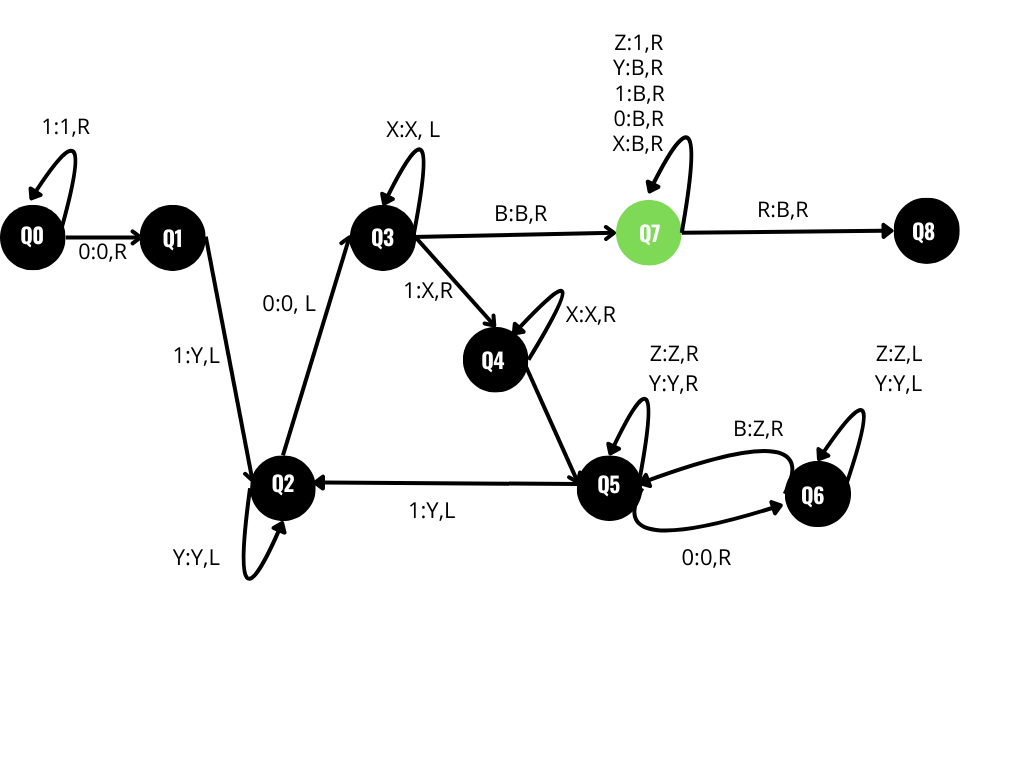 Z:1,R
Y:B,R
1:B,R
0:B,R
X:B,R
1:1,R
X:X, L
Q0
0:0,R
Q1
Q3
B:B,R
Q7
R:B,R
Q8
0:0, L
1:X,R
X:X,R
1:Y,L
Q4
Z:Z,R
Y:Y,R
Z:Z,L
Y:Y,L
B:Z,R
Q2
1:Y,L
Q5
Q6
Y:Y,L
0:0,R